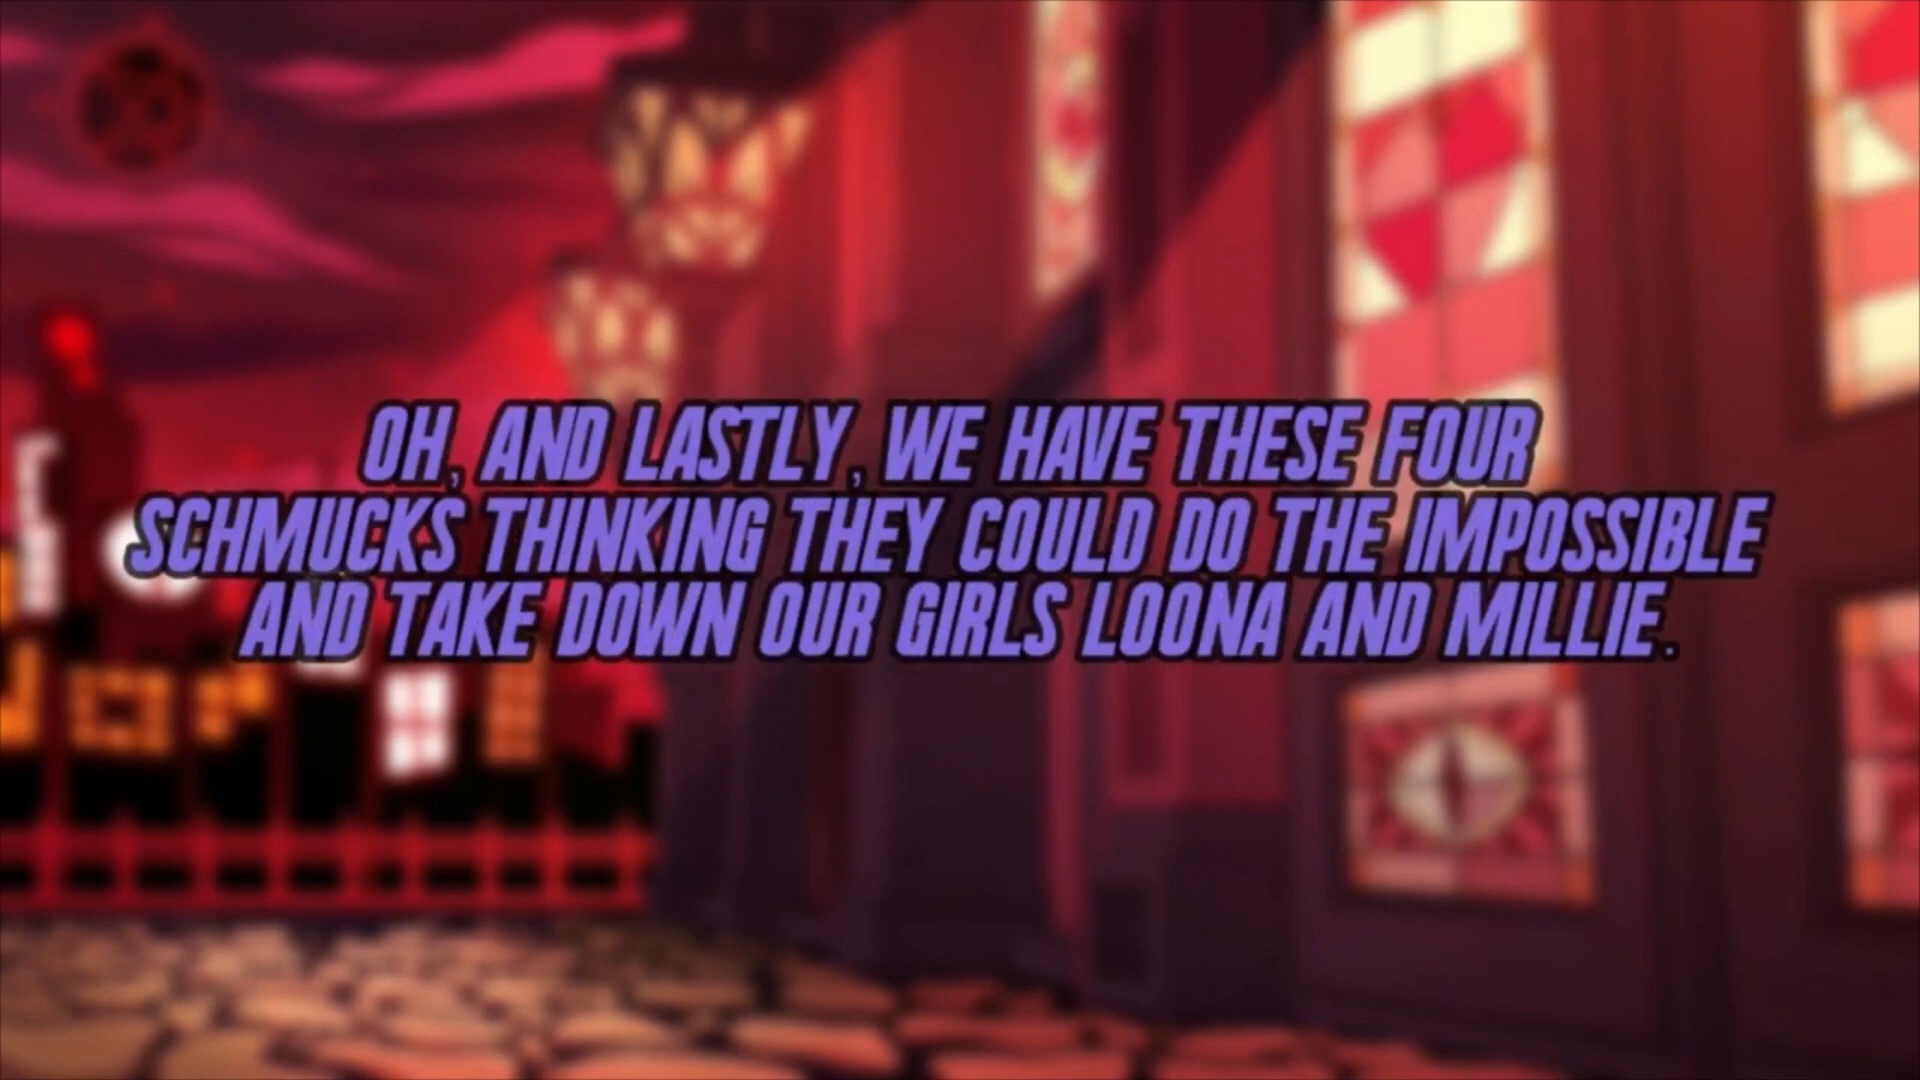 OH, AND LASTLY, WE HAVE THESE FOUR
SCHMUCKS THINKING THEY COULD DO THE IMPOSSIBLE
AND TAKE DOWN OUR GIRLS LOONA AND MILLIE.